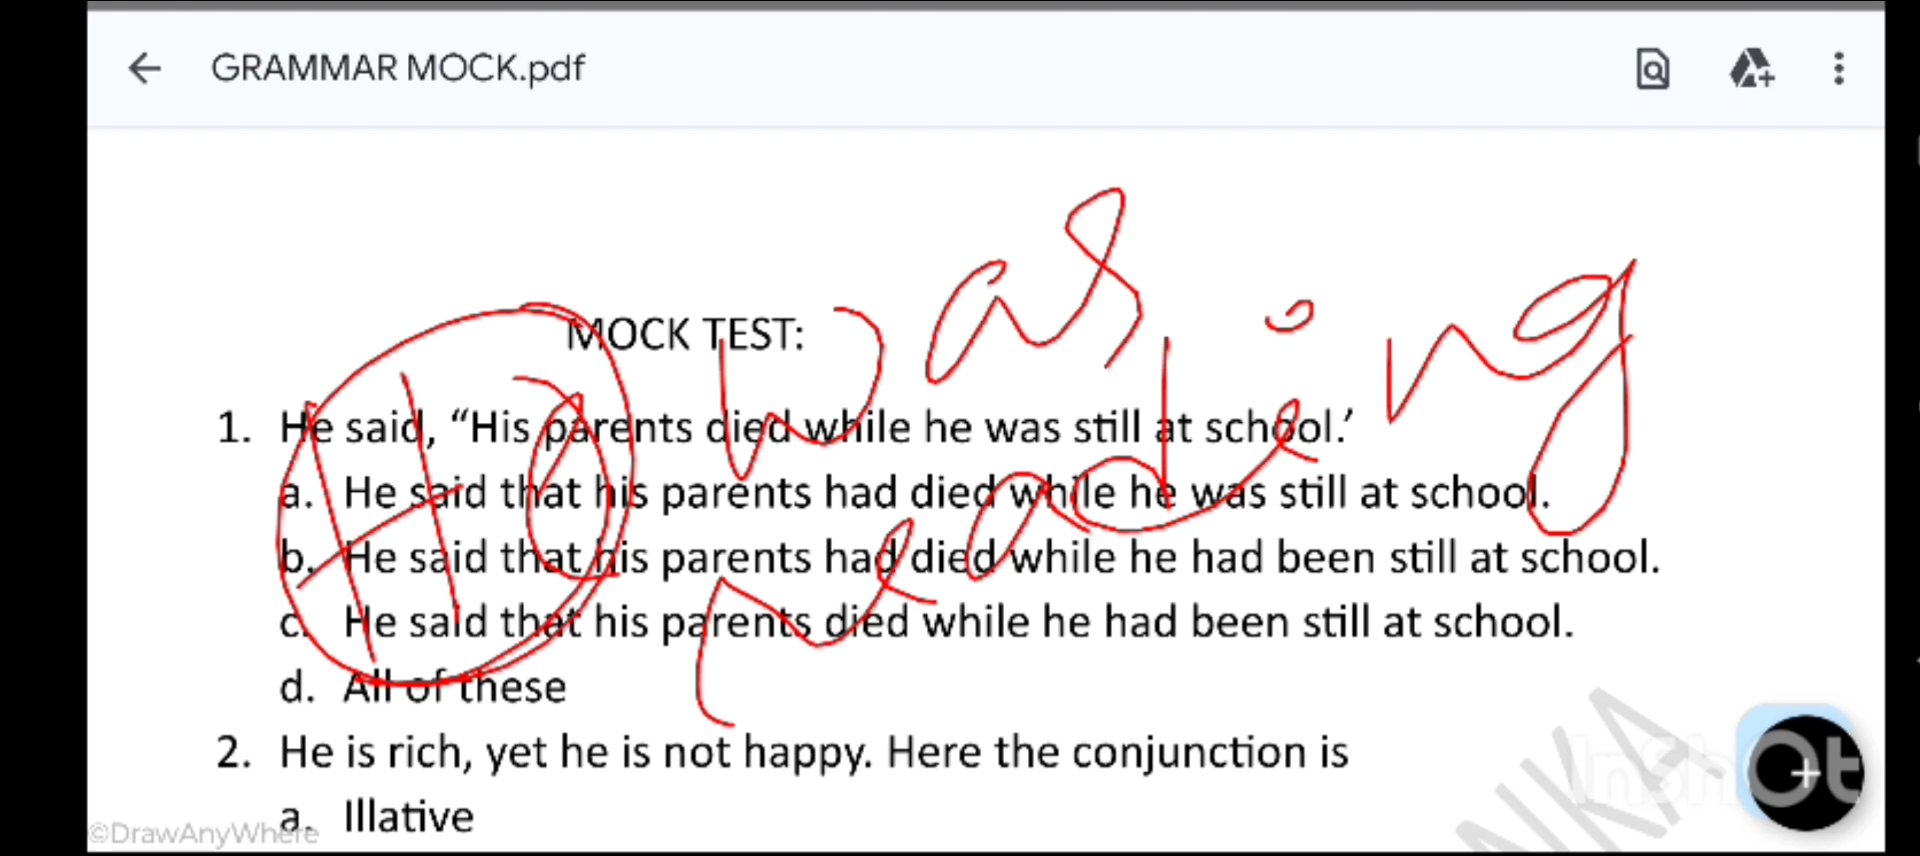 GRAMMAR MOCK.pdf
MOCK TEST:
He was reading
1. He said, “His parents died while he was still at school.’
a. He said that his parents had died while he was still at school.
b. He said that his parents had died while he had been still at school.
c. He said that his parents died while he had been still at school.
d. All of these
2. He is rich, yet he is not happy. Here the conjunction is
a. Illative
©DrawAnyWhere
InShOt